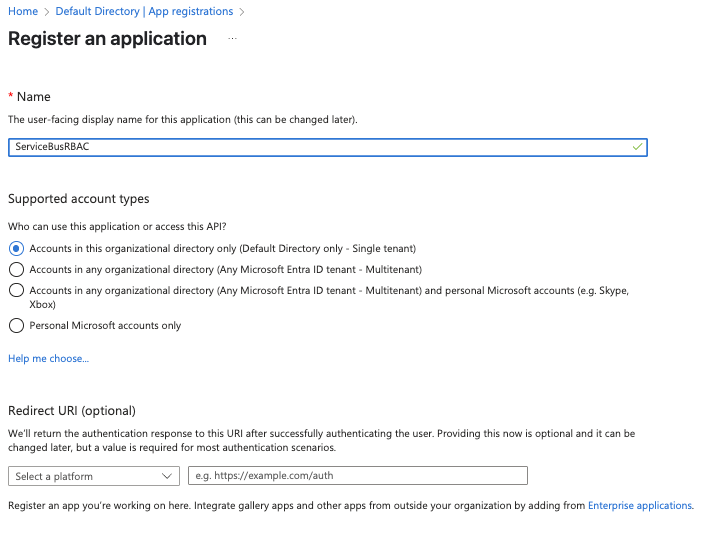 Home > Default Directory | App registrations >
Register an application ...
* Name
The user-facing display name for this application (this can be changed later).
ServiceBusRBAC
Supported account types
Who can use this application or access this API?
Accounts in this organizational directory only (Default Directory only - Single tenant)
Accounts in any organizational directory (Any Microsoft Entra ID tenant - Multitenant)
Accounts in any organizational directory (Any Microsoft Entra ID tenant - Multitenant) and personal Microsoft accounts (e.g. Skype,
Xbox)
Personal Microsoft accounts only
Help me choose...
Redirect URI (optional)
We'll return the authentication response to this URI after successfully authenticating the user. Providing this now is optional and it can be
changed later, but a value is required for most authentication scenarios.
Select a platform
e.g. https://example.com/auth
Register an app you're working on here. Integrate gallery apps and other apps from outside your organization by adding from Enterprise applications.